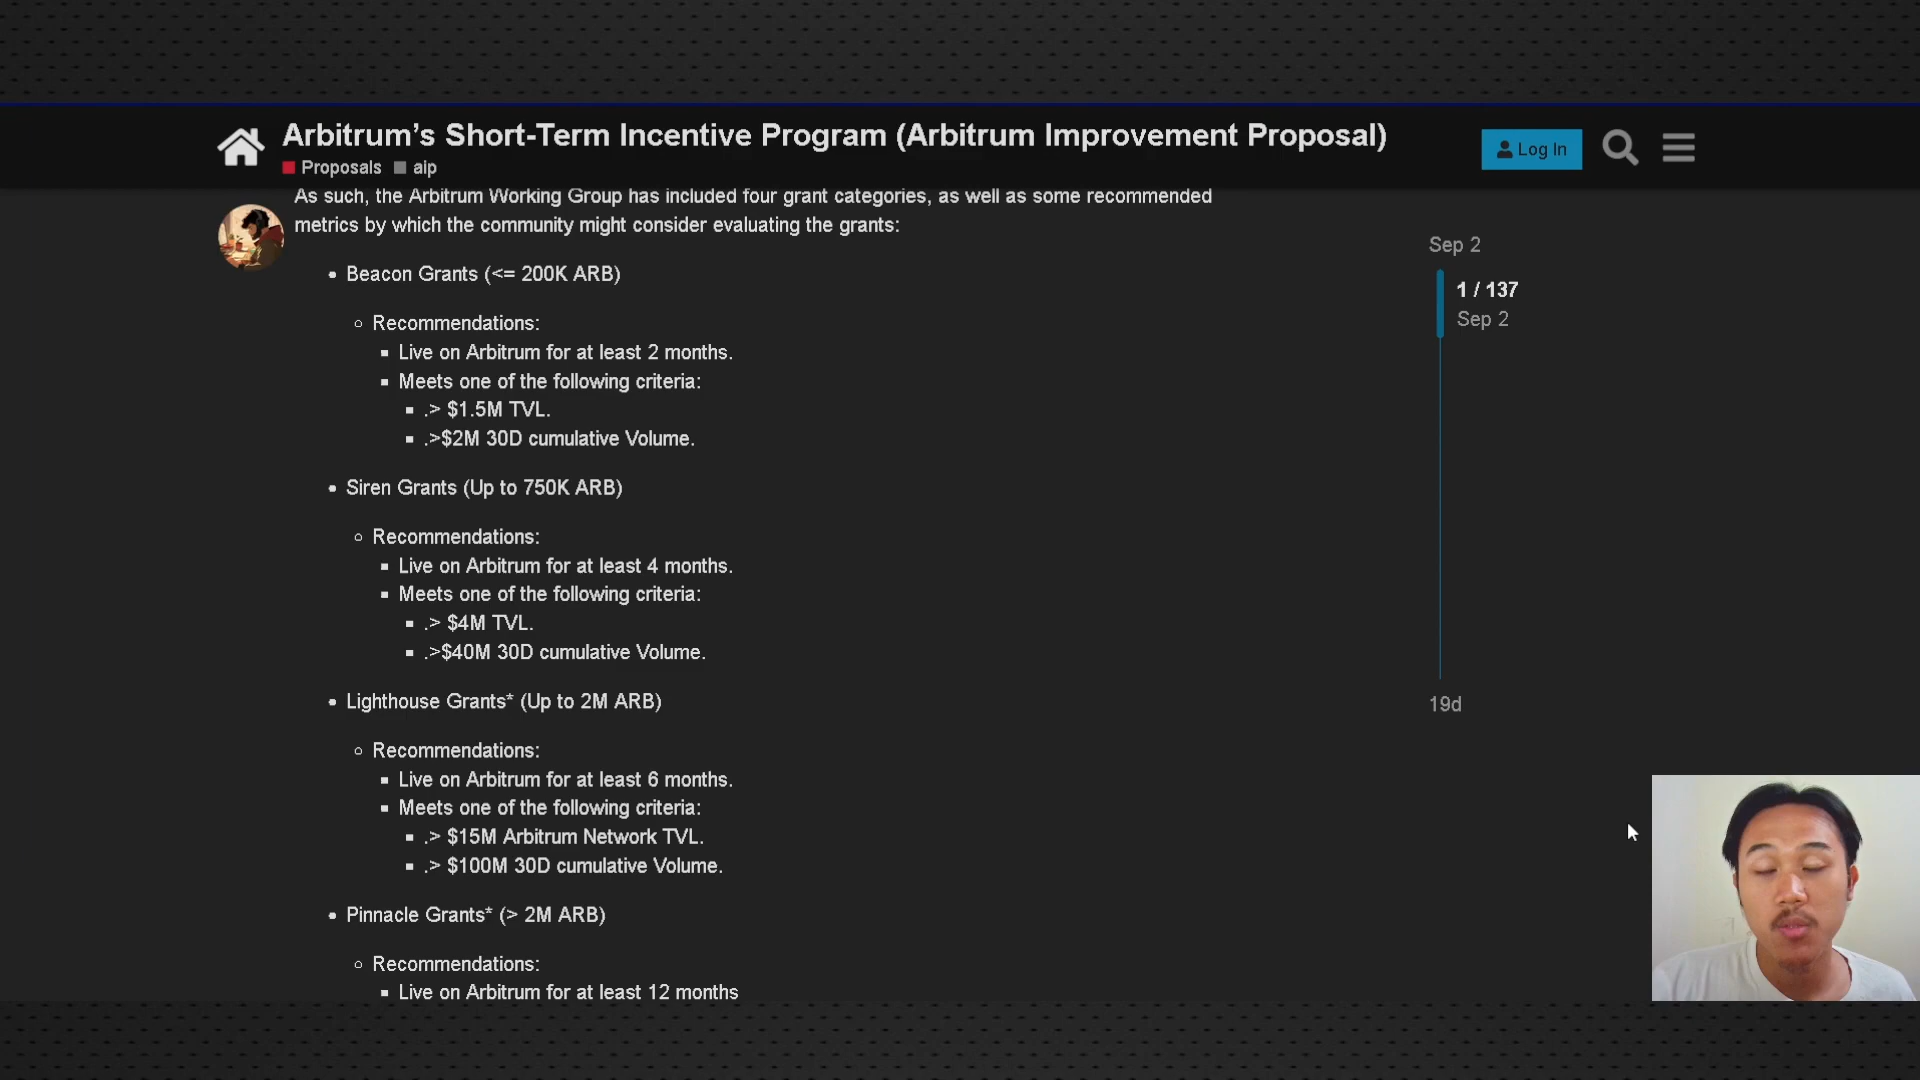 Arbitrum’s Short-Term Incentive Program (Arbitrum Improvement Proposal)
Proposals aip
Log In
As such, the Arbitrum Working Group has included four grant categories, as well as some recommended
metrics by which the community might consider evaluating the grants:
Sep 2
1 / 137
Sep 2
19d
• Beacon Grants (<= 200K ARB)
Recommendations:
Live on Arbitrum for at least 2 months.
Meets one of the following criteria:
.> $1.5M TVL.
.>$2M 30D cumulative Volume.
• Siren Grants (Up to 750K ARB)
Recommendations:
Live on Arbitrum for at least 4 months.
Meets one of the following criteria:
.> $4M TVL.
.>$40M 30D cumulative Volume.
• Lighthouse Grants* (Up to 2M ARB)
Recommendations:
Live on Arbitrum for at least 6 months.
Meets one of the following criteria:
.> $15M Arbitrum Network TVL.
.> $100M 30D cumulative Volume.
• Pinnacle Grants* (> 2M ARB)
Recommendations:
Live on Arbitrum for at least 12 months